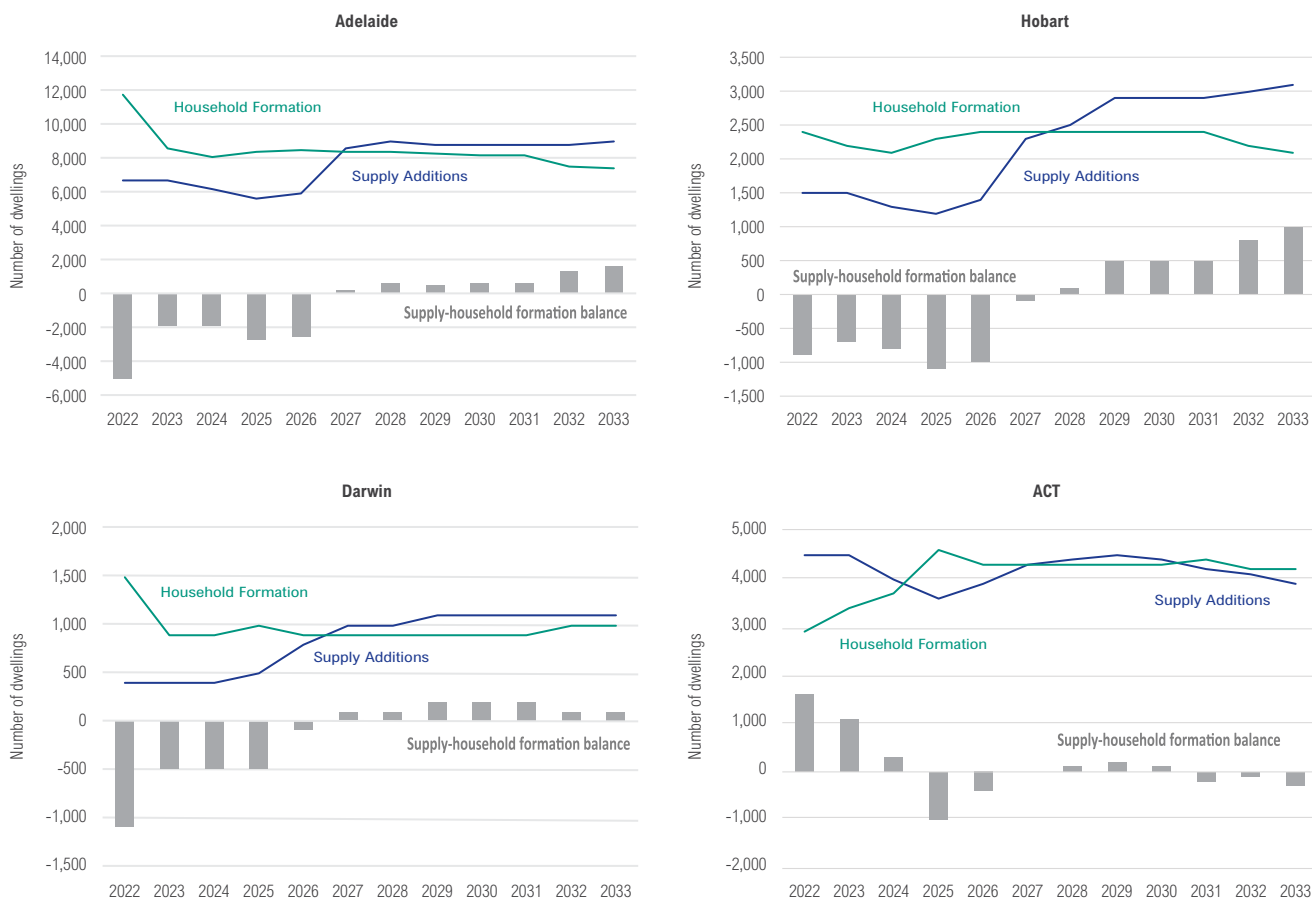 Adelaide
14,000
12,000
10,000
8,000
6,000
4,000
2,000
0
-2,000
-4,000
-6,000
Number of dwellings
Household Formation
Supply Additions
Supply-household formation balance
2022 2023 2024 2025 2026 2027 2028 2029 2030 2031 2032 2033
Hobart
3,500
3,000
2,500
2,000
1,500
1,000
500
0
-500
-1,000
-1,500
Number of dwellings
Household Formation
Supply Additions
Supply-household formation balance
2022 2023 2024 2025 2026 2027 2028 2029 2030 2031 2032 2033
Darwin
2,000
1,500
1,000
500
0
-500
-1,000
-1,500
Number of dwellings
Household Formation
Supply Additions
Supply-household formation balance
2022 2023 2024 2025 2026 2027 2028 2029 2030 2031 2032 2033
ACT
5,000
4,000
3,000
2,000
1,000
0
-1,000
-2,000
Number of dwellings
Supply Additions
Household Formation
Supply-household formation balance
2022 2023 2024 2025 2026 2027 2028 2029 2030 2031 2032 2033